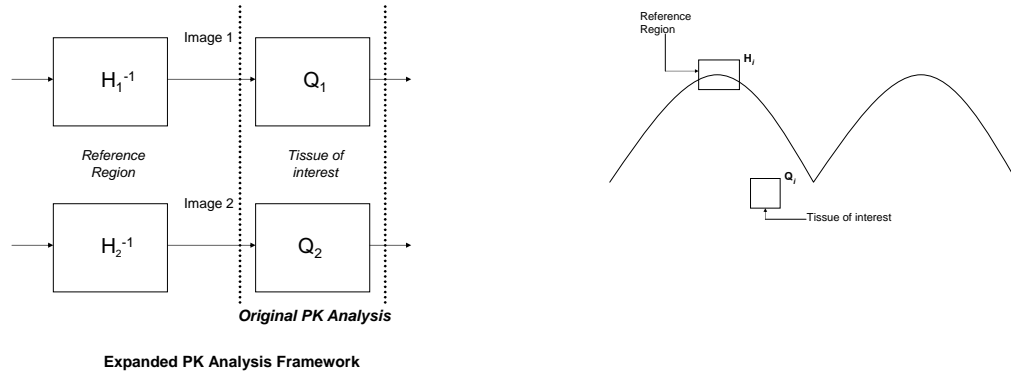 Image 1
H₁⁻¹
Q₁
Reference
Region
Tissue of
interest
Image 2
H₂⁻¹
Q₂
Original PK Analysis
Expanded PK Analysis Framework
Reference
Region
Hᵢ
Qᵢ
Tissue of interest